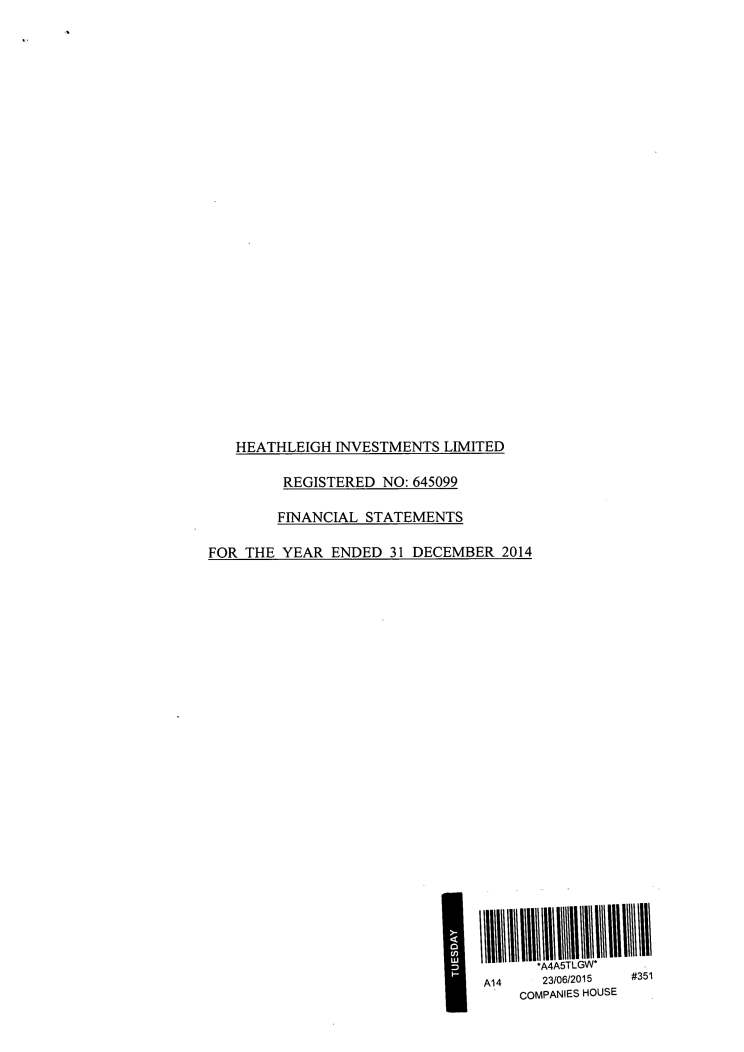 HEATHLEIGH INVESTMENTS LIMITED
REGISTERED NO: 645099
FINANCIAL STATEMENTS
FOR THE YEAR ENDED 31 DECEMBER 2014
TUESDAY
*A4A5TLGW*
A14 23/06/2015 #351
COMPANIES HOUSE